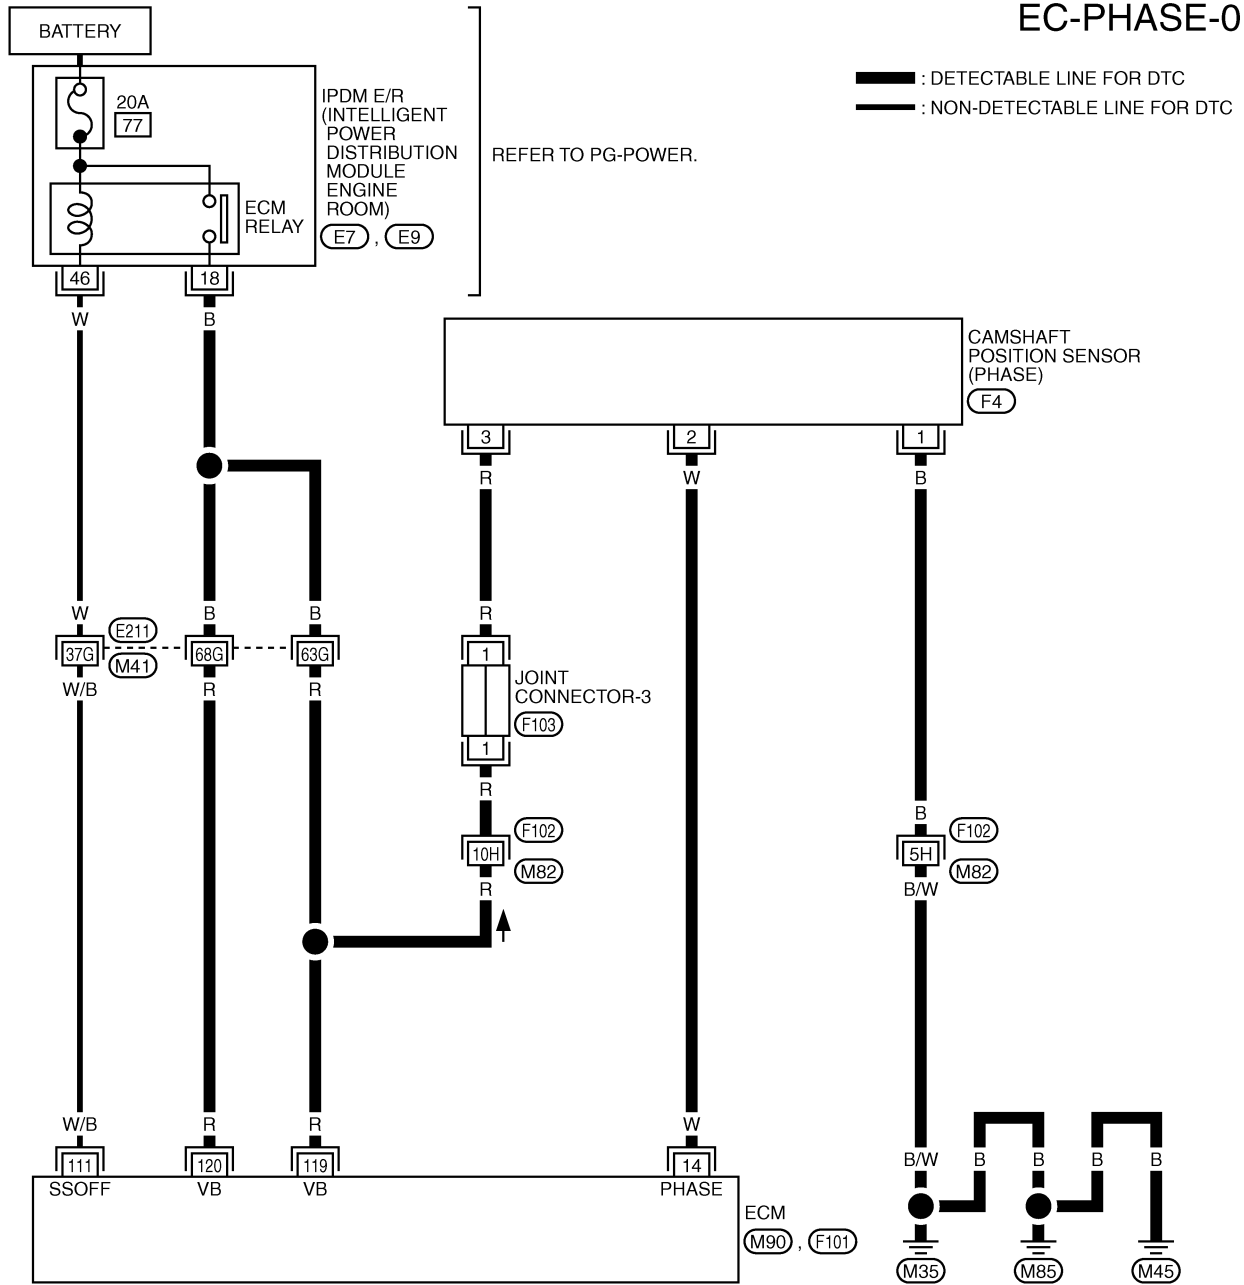 EC-PHASE-0
BATTERY
: DETECTABLE LINE FOR DTC
: NON-DETECTABLE LINE FOR DTC
20A
77
IPDM E/R
(INTELLIGENT
POWER
DISTRIBUTION
MODULE
ENGINE
ROOM)
E7 , E9
REFER TO PG-POWER.
ECM
RELAY
46 18
W B
CAMSHAFT
POSITION SENSOR
(PHASE)
F4
3 2 1
R W B
W B B R
E211
37G 68G 63G
M41
W/B R R
1
JOINT
CONNECTOR-3
F103
1
R B
F102 F102
10H 5H
M82 M82
R B/W
W/B R R W
111 120 119 14
SSOFF VB VB PHASE
B/W B B B B
ECM
M90 , F101
M35 M85 M45